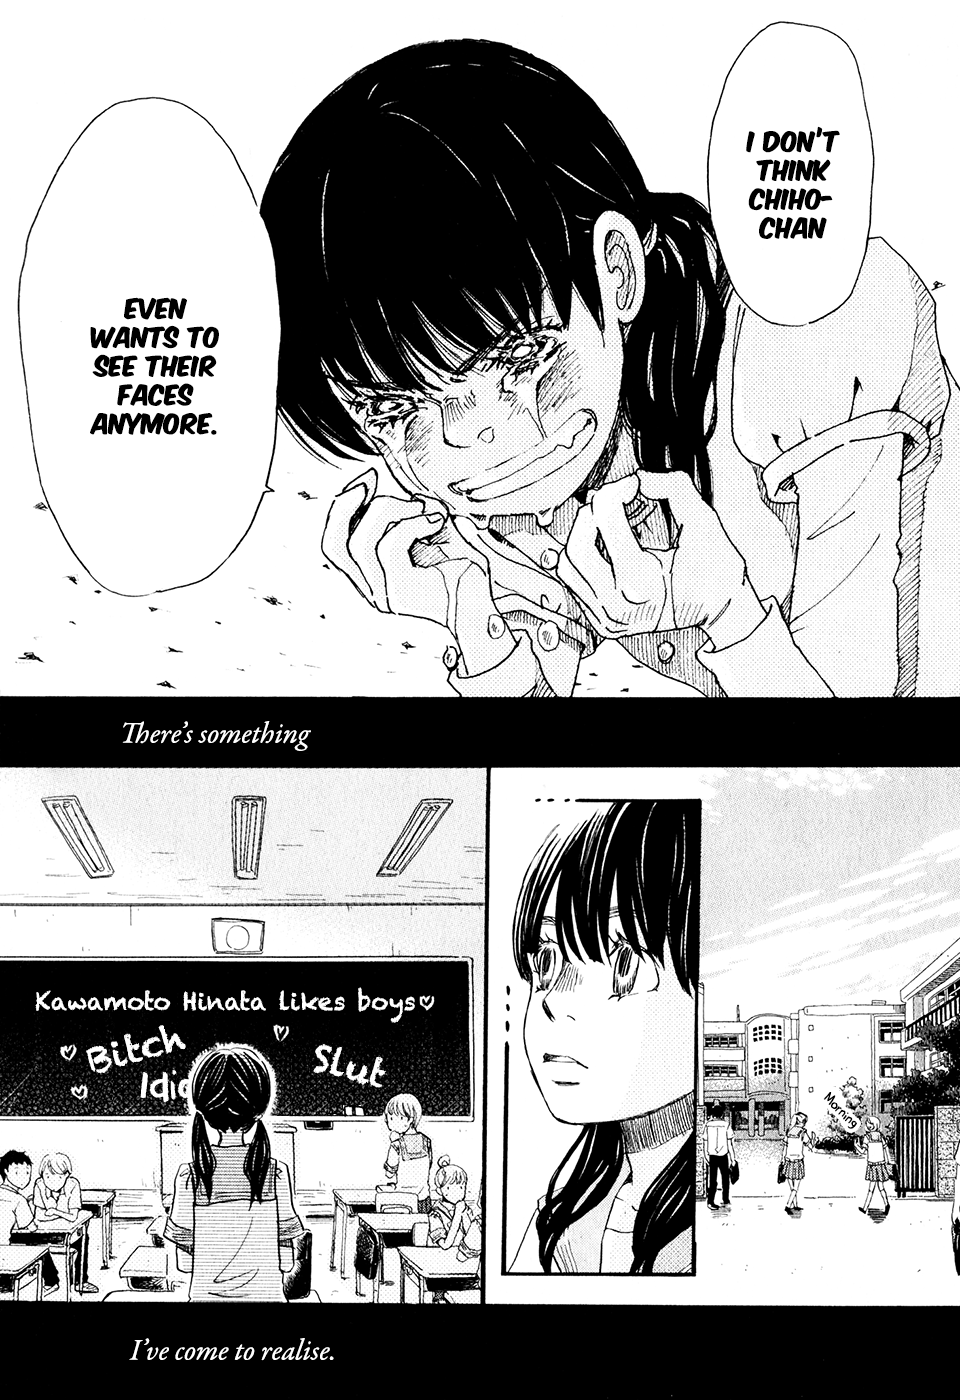 I DON'T
THINK
CHIHO-
CHAN
EVEN
WANTS TO
SEE THEIR
FACES
ANYMORE.
There's something
Morning
Kawamoto Hinata likes boys♡
Bitch
Slut
I've come to realise.